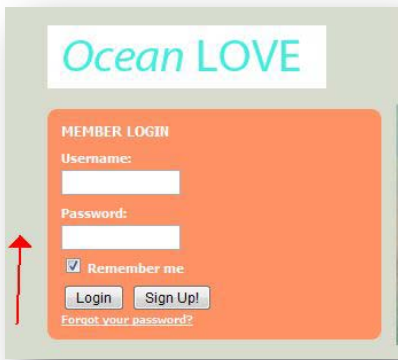 Ocean LOVE
MEMBER LOGIN
Username:
Password:
Remember me
Login Sign Up!
Forgot your password?